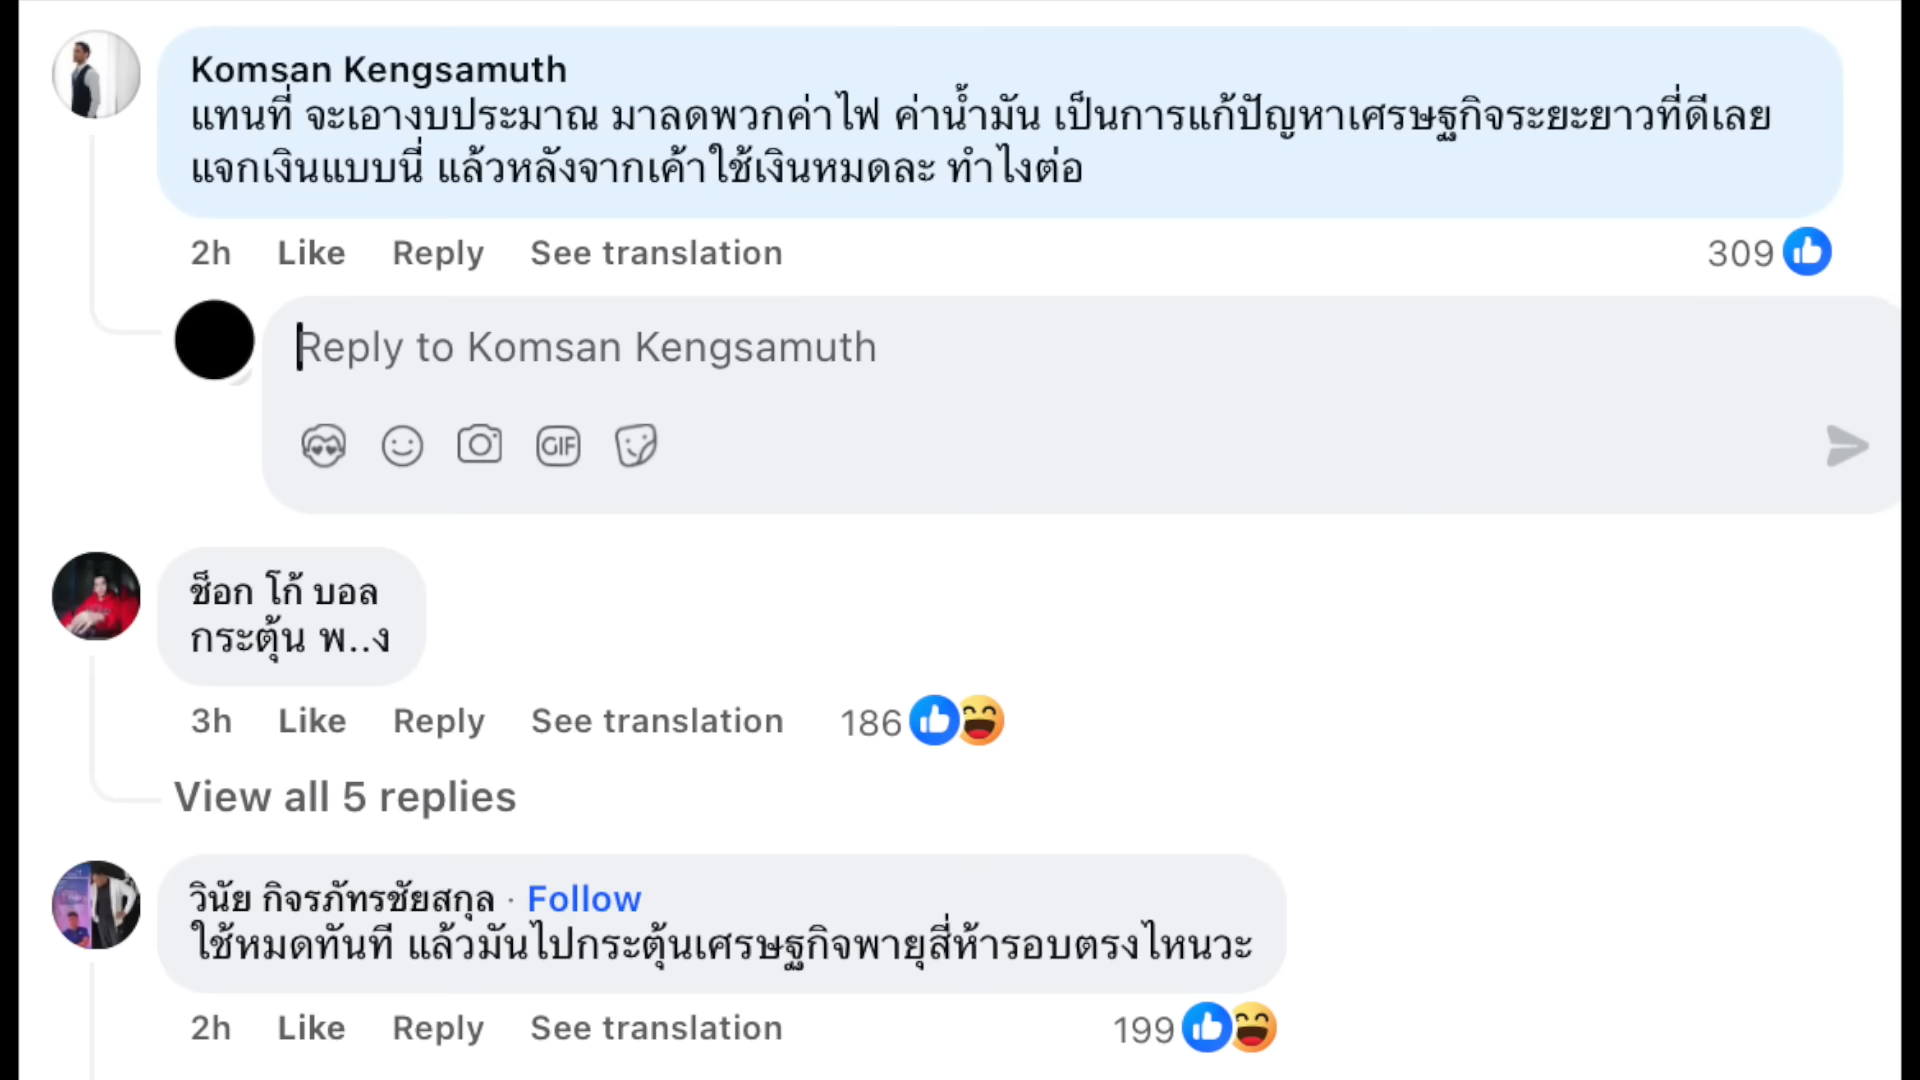 Komsan Kengsamuth
แทนที่ จะเอางบประมาณ มาลดพวกค่าไฟ ค่าน้ำมัน เป็นการแก้ปัญหาเศรษฐกิจระยะยาวที่ดีเลย
แจกเงินแบบนี่ แล้วหลังจากเค้าใช้เงินหมดละ ทำไงต่อ
2h Like Reply See translation 309
Reply to Komsan Kengsamuth
GIF
ช็อก โก้ บอล
กระตุ้น พ..ง
3h Like Reply See translation 186
View all 5 replies
วินัย กิจรภัทรชัยสกุล · Follow
ใช้หมดทันที แล้วมันไปกระตุ้นเศรษฐกิจพายุสี่ห้ารอบตรงไหนวะ
2h Like Reply See translation 199